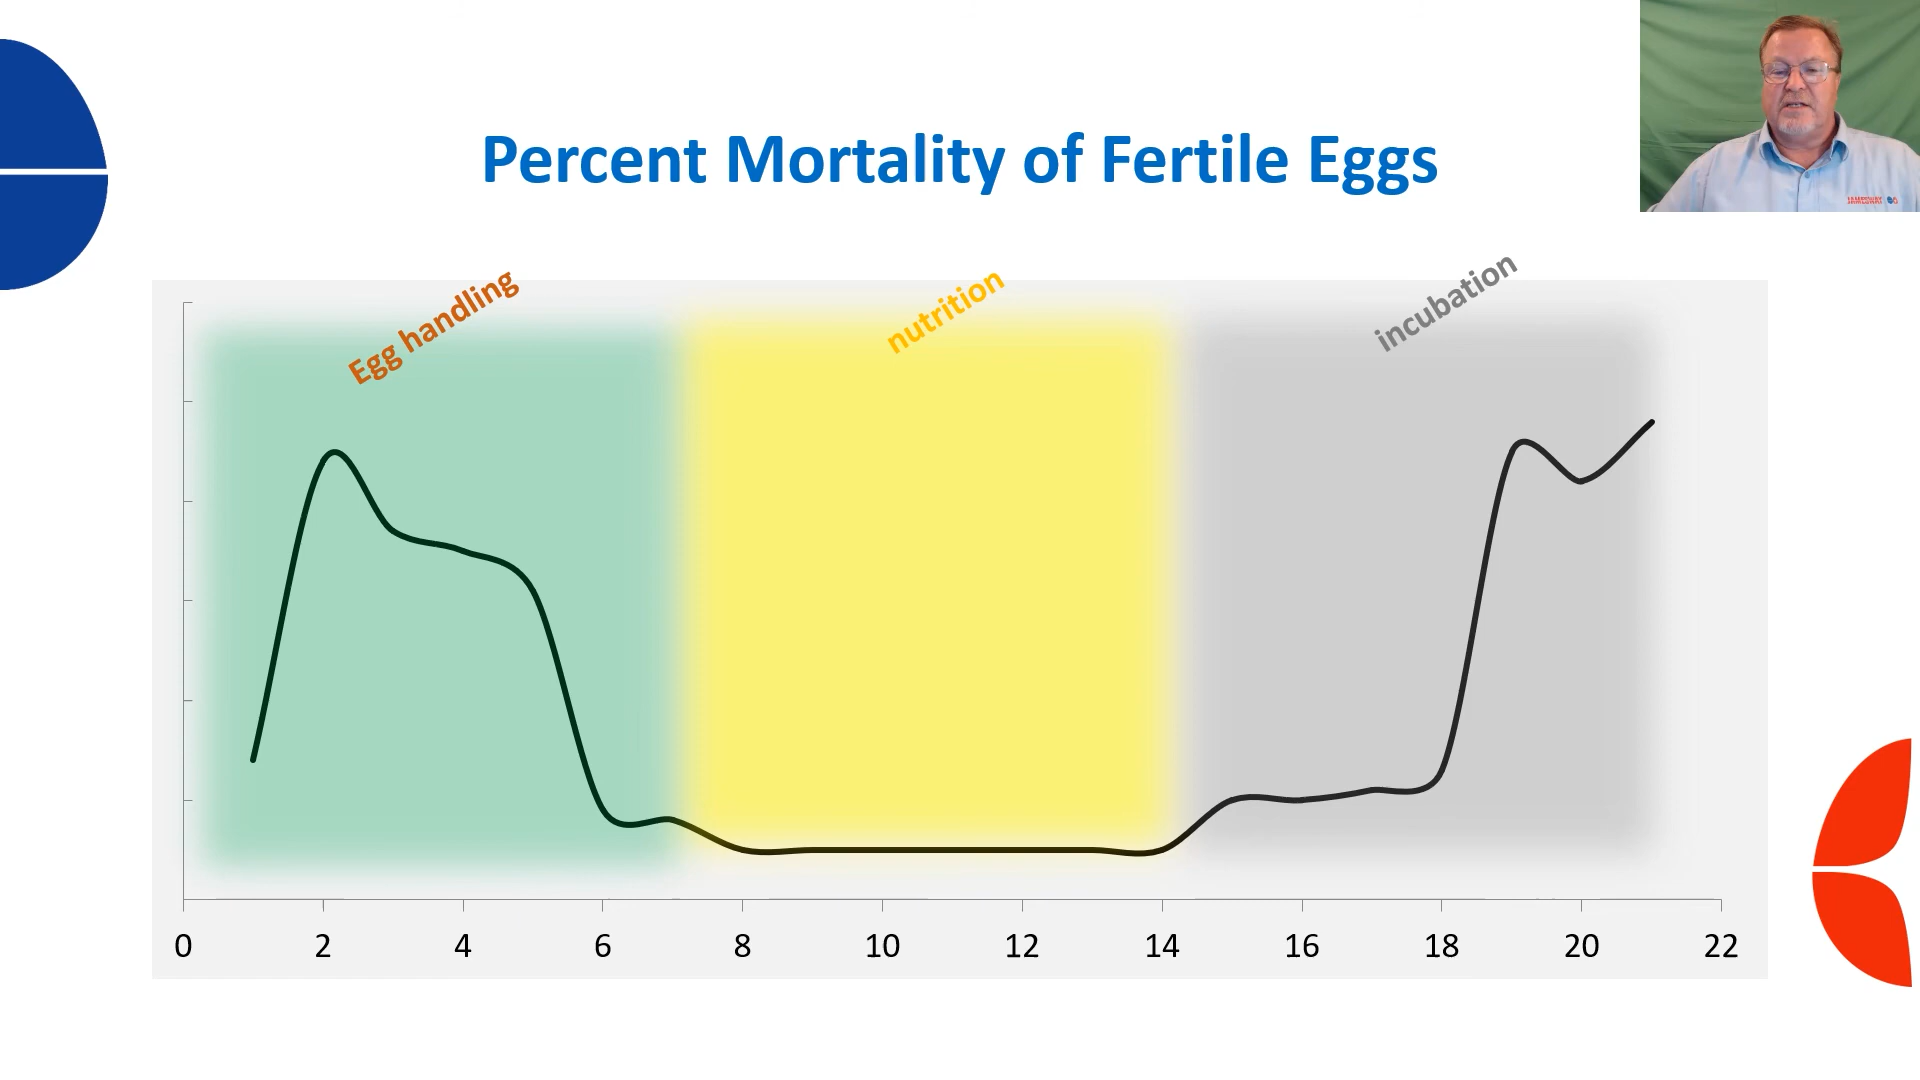 Percent Mortality of Fertile Eggs
Egg handling
nutrition
incubation
0 2 4 6 8 10 12 14 16 18 20 22